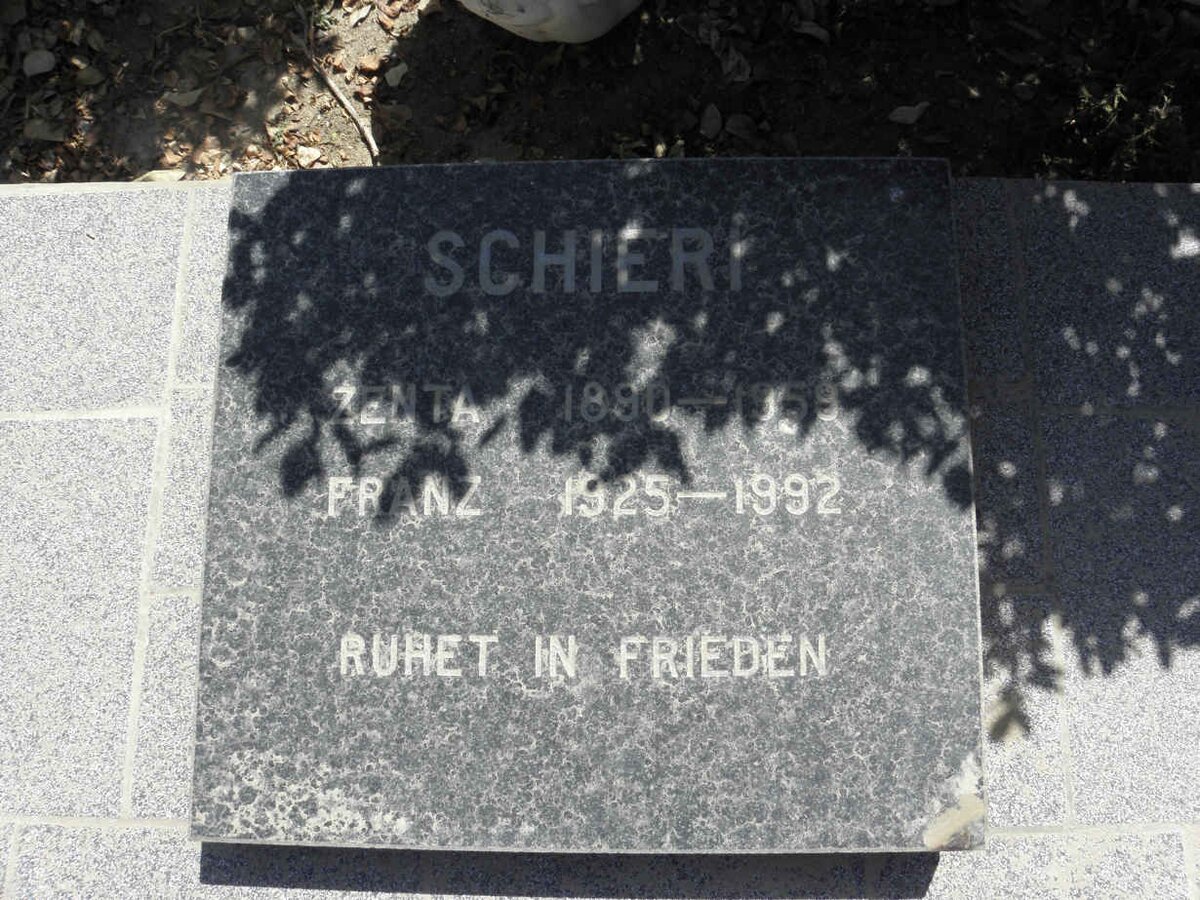 SCHIERI
ZENTA 1890—1959
FRANZ 1925—1992
RUHET IN FRIEDEN